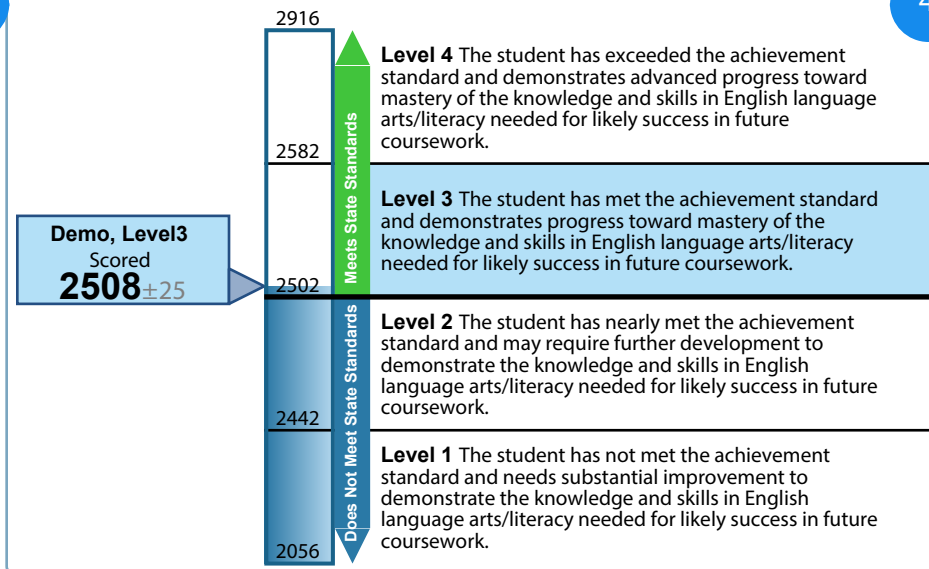 2916
4
Level 4 The student has exceeded the achievement
standard and demonstrates advanced progress toward
mastery of the knowledge and skills in English language
arts/literacy needed for likely success in future
coursework.
Meets State Standards
2582
Level 3 The student has met the achievement standard
and demonstrates progress toward mastery of the
knowledge and skills in English language arts/literacy
needed for likely success in future coursework.
Demo, Level3
Scored
2508±25
2502
Level 2 The student has nearly met the achievement
standard and may require further development to
demonstrate the knowledge and skills in English
language arts/literacy needed for likely success in future
coursework.
Does Not Meet State Standards
2442
Level 1 The student has not met the achievement
standard and needs substantial improvement to
demonstrate the knowledge and skills in English
language arts/literacy needed for likely success in future
coursework.
2056